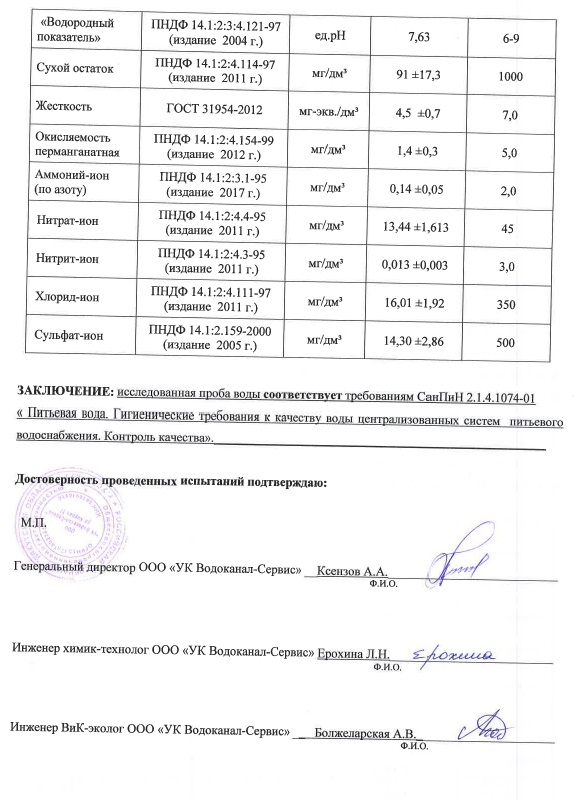 «Водородный показатель» ПНДФ 14.1:2:3:4.121-97 (издание 2004 г.) ед.pH 7,63 6-9
Сухой остаток ПНДФ 14.1:2:4.114-97 (издание 2011 г.) мг/дм³ 91 ±17,3 1000
Жесткость ГОСТ 31954-2012 мг-экв./дм³ 4,5 ±0,7 7,0
Окисляемость перманганатная ПНДФ 14.1:2:4.154-99 (издание 2012 г.) мг/дм³ 1,4 ±0,3 5,0
Аммоний-ион (по азоту) ПНДФ 14.1:2:3.1-95 (издание 2017 г.) мг/дм³ 0,14 ±0,05 2,0
Нитрат-ион ПНДФ 14.1:2:4.4-95 (издание 2011 г.) мг/дм³ 13,44 ±1,613 45
Нитрит-ион ПНДФ 14.1:2:4.3-95 (издание 2011 г.) мг/дм³ 0,013 ±0,003 3,0
Хлорид-ион ПНДФ 14.1:2:4.111-97 (издание 2011 г.) мг/дм³ 16,01 ±1,92 350
Сульфат-ион ПНДФ 14.1:2.159-2000 (издание 2005 г.) мг/дм³ 14,30 ±2,86 500
ЗАКЛЮЧЕНИЕ: исследованная проба воды соответствует требованиям СанПиН 2.1.4.1074-01
« Питьевая вода. Гигиенические требования к качеству воды централизованных систем питьевого
водоснабжения. Контроль качества».
Достоверность проведенных испытаний подтверждаю:
М.П.
Генеральный директор ООО «УК Водоканал-Сервис» Ксензов А.А.
Ф.И.О.
Инженер химик-технолог ООО «УК Водоканал-Сервис» Ерохина Л.Н. Ерохина
Ф.И.О.
Инженер ВиК-эколог ООО «УК Водоканал-Сервис» Болжеларская А.В.
Ф.И.О.